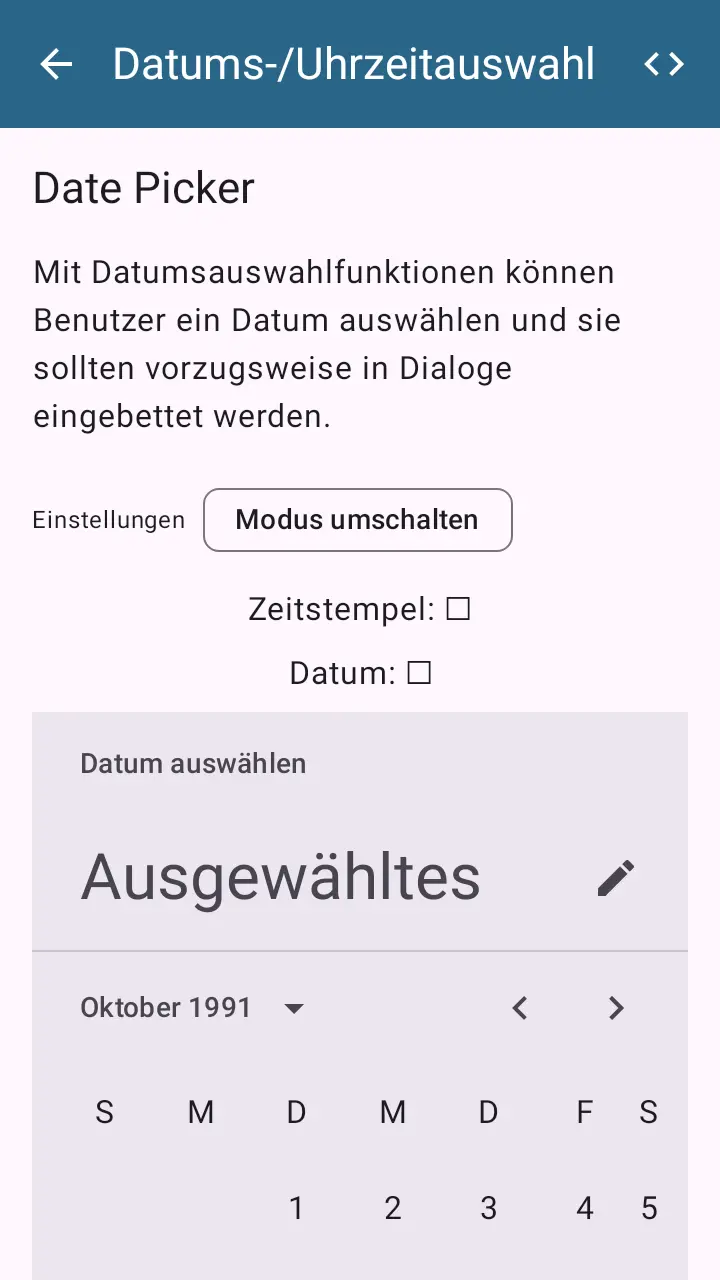 Datums-/Uhrzeitauswahl
Date Picker
Mit Datumsauswahlfunktionen können
Benutzer ein Datum auswählen und sie
sollten vorzugsweise in Dialoge
eingebettet werden.
Einstellungen Modus umschalten
Zeitstempel: □
Datum: □
Datum auswählen
Ausgewähltes
Oktober 1991
S M D M D F S
1 2 3 4 5